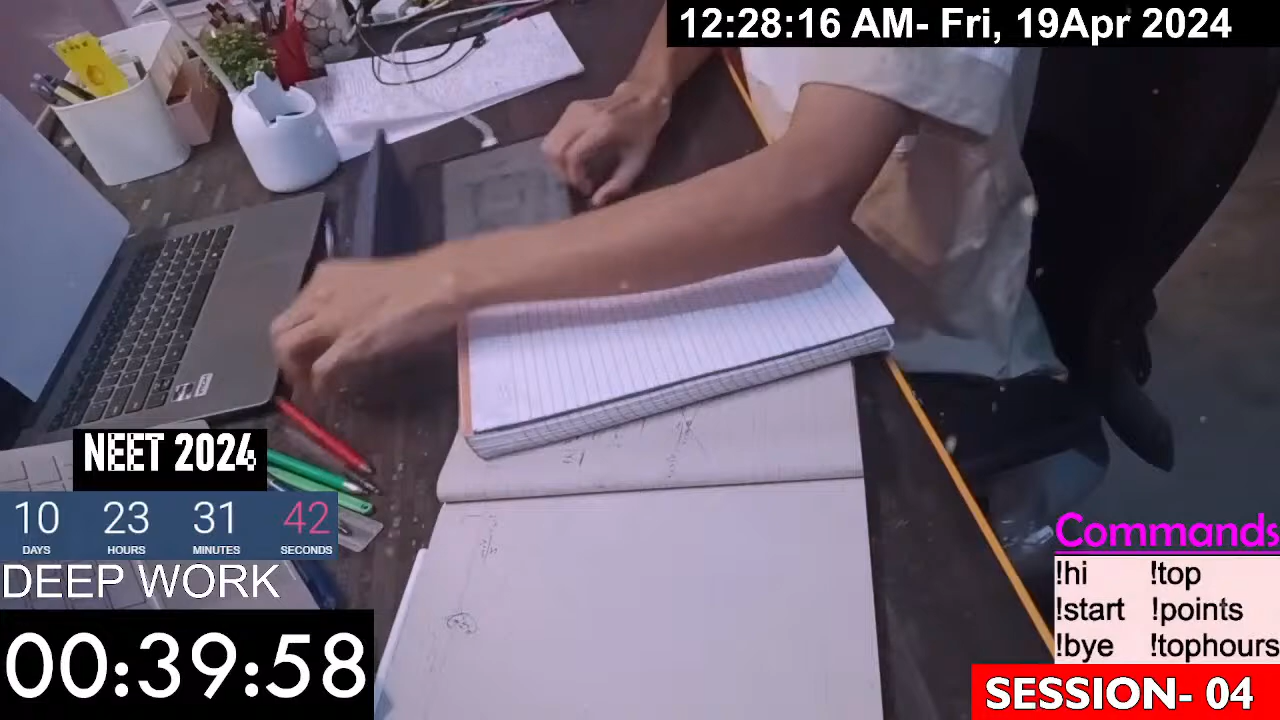 12:28:16 AM- Fri, 19Apr 2024
NEET 2024
10 23 31 42
DAYS HOURS MINUTES SECONDS
DEEP WORK
00:39:58
Commands
!hi !top
!start !points
!bye !tophours
SESSION- 04